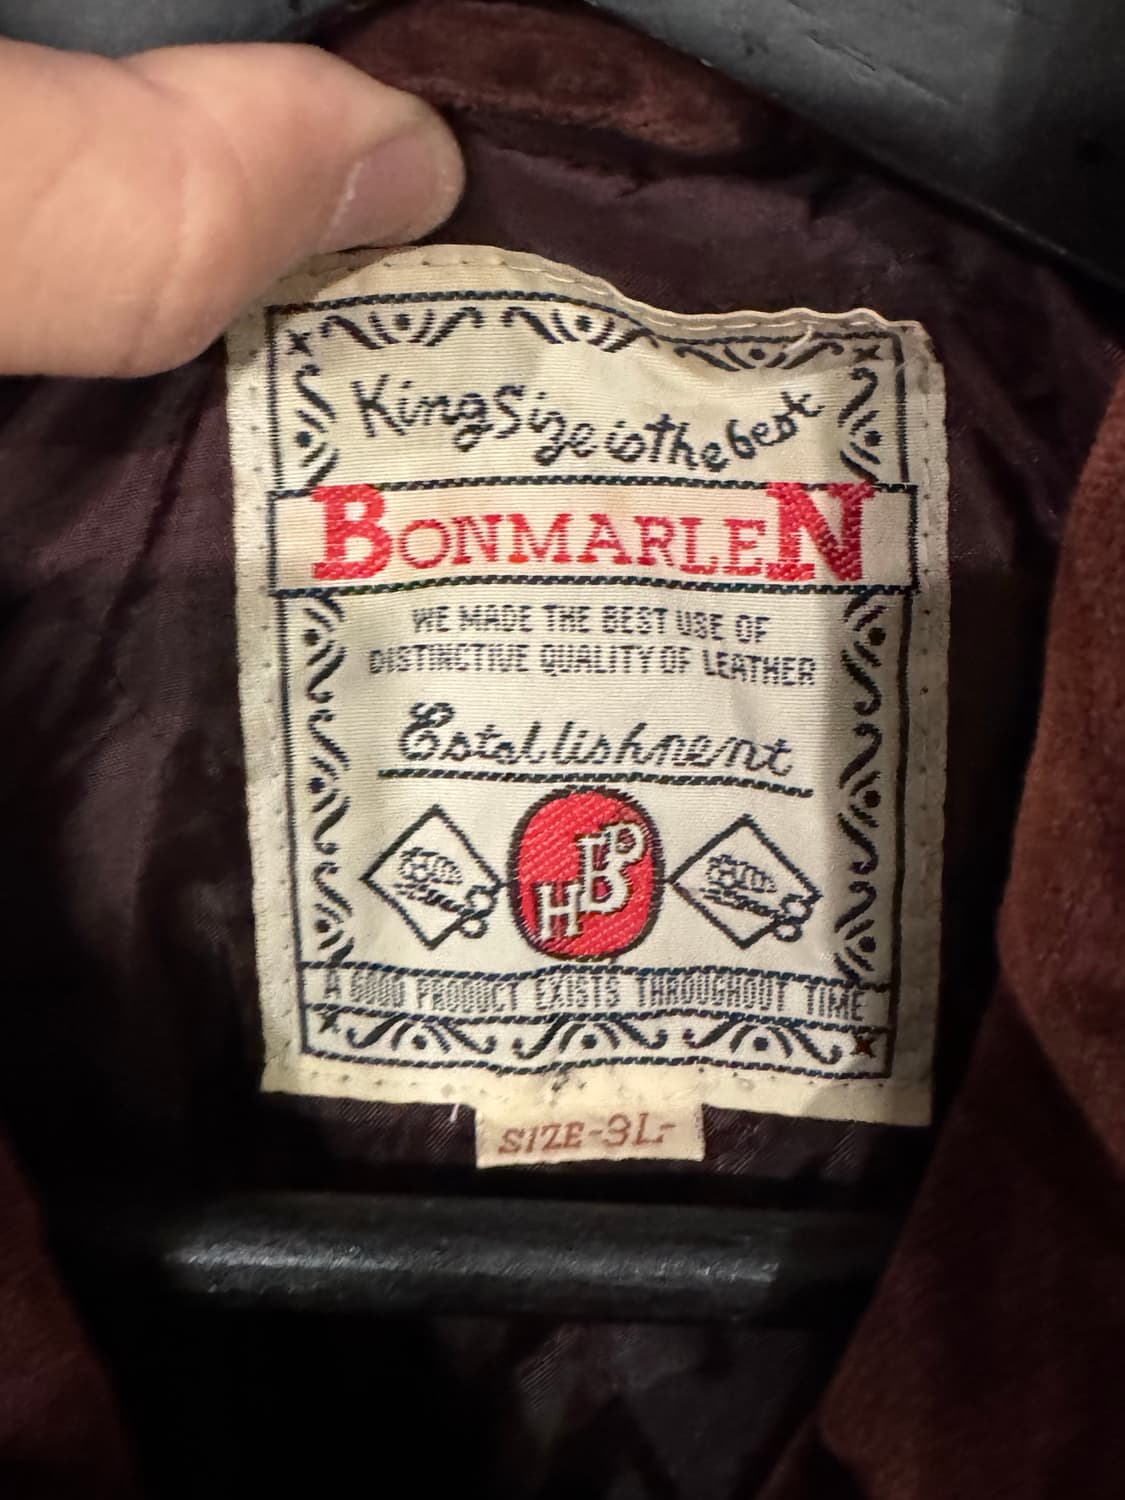 King Size is the best
BONMARLEN
WE MADE THE BEST USE OF
DISTINCTIVE QUALITY OF LEATHER
Establishnent
HBP
A GOOD PRODUCT EXISTS THROUGHOUT TIME
SIZE-3L-